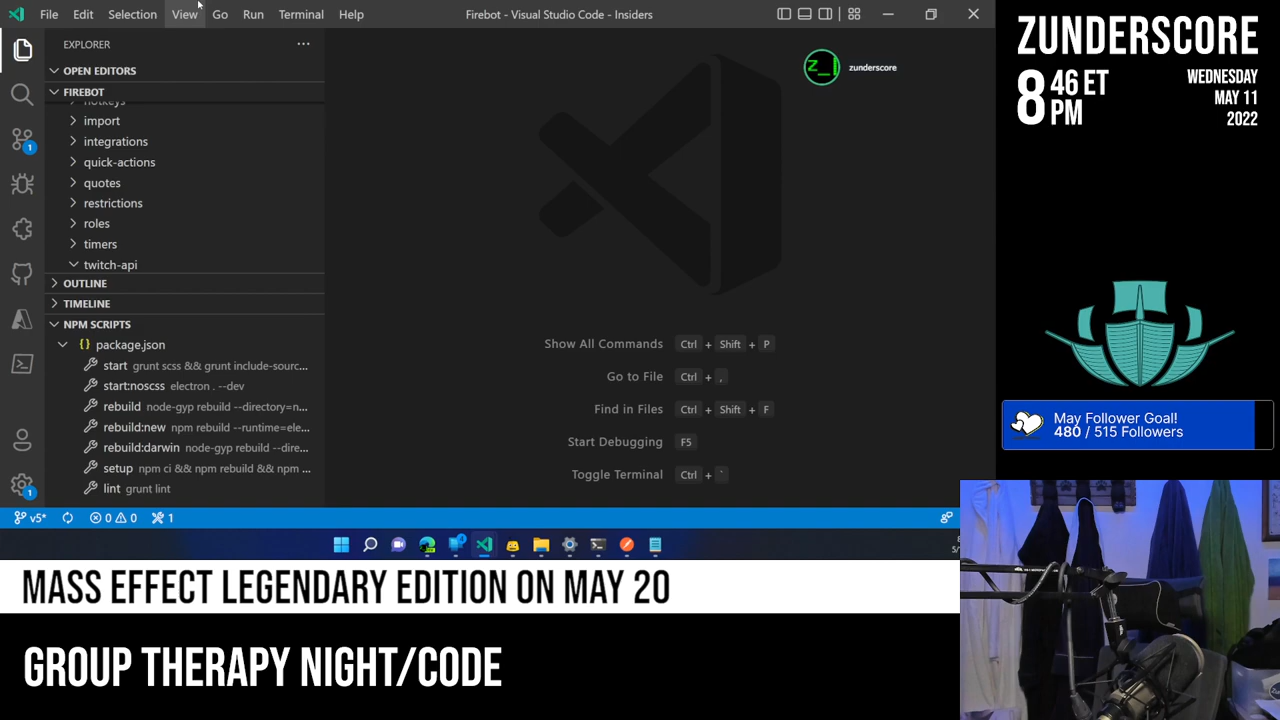 File Edit Selection View Go Run Terminal Help
Firebot - Visual Studio Code - Insiders
EXPLORER
OPEN EDITORS
FIREBOT
hotkeys
import
integrations
quick-actions
quotes
restrictions
roles
timers
twitch-api
OUTLINE
TIMELINE
NPM SCRIPTS
package.json
start grunt scss && grunt include-sourc...
start:noscss electron . --dev
rebuild node-gyp rebuild --directory=n...
rebuild:new npm rebuild --runtime=ele...
rebuild:darwin node-gyp rebuild --dire...
setup npm ci && npm rebuild && npm ...
lint grunt lint
1
1
v5* 0 0 1
Z_
zunderscore
Show All Commands Ctrl + Shift + P
Go to File Ctrl + ,
Find in Files Ctrl + Shift + F
Start Debugging F5
Toggle Terminal Ctrl + `
ZUNDERSCORE
8 46 ET PM
WEDNESDAY
MAY 11
2022
May Follower Goal!
480 / 515 Followers
MASS EFFECT LEGENDARY EDITION ON MAY 20
GROUP THERAPY NIGHT/CODE